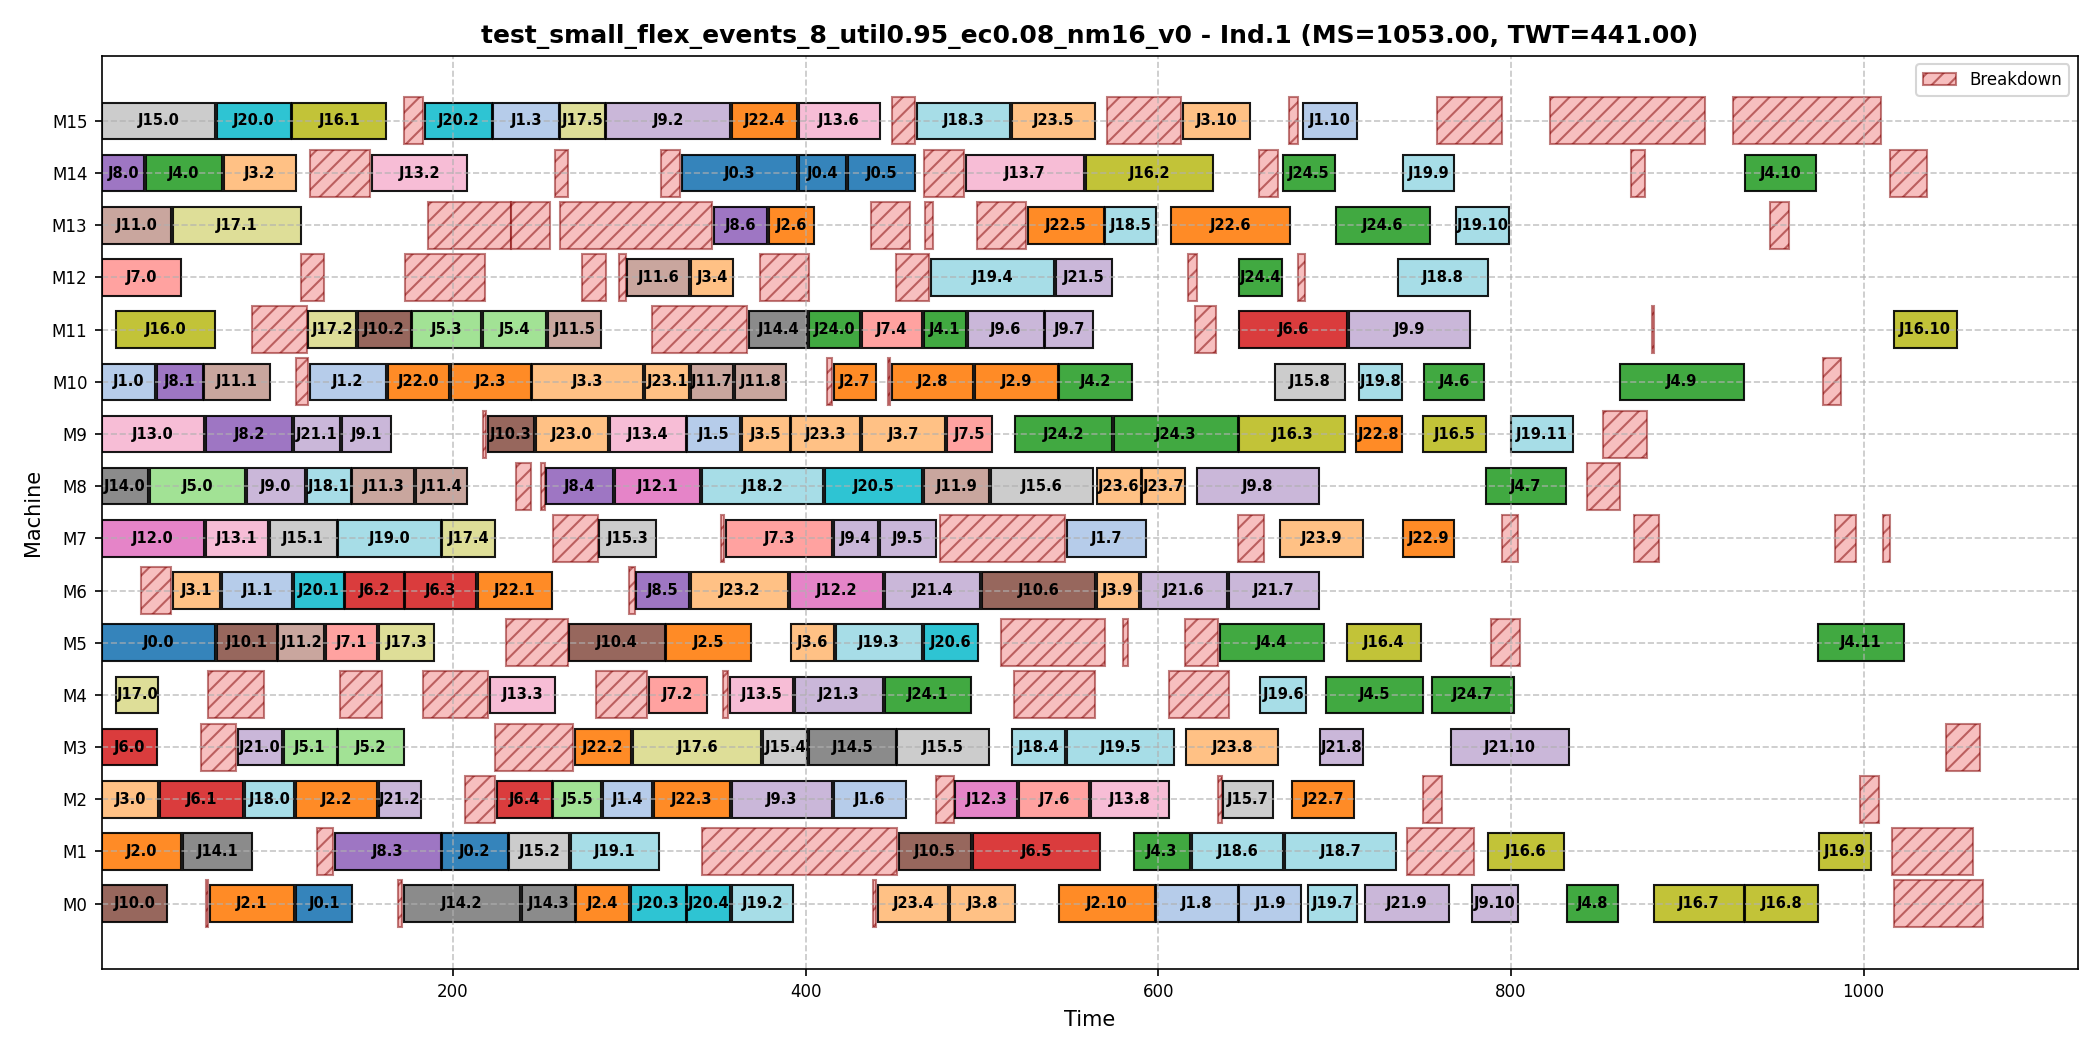 test_small_flex_events_8_util0.95_ec0.08_nm16_v0 - Ind.1 (MS=1053.00, TWT=441.00)
Breakdown
M15 J15.0 J20.0 J16.1 J20.2 J1.3 J17.5 J9.2 J22.4 J13.6 J18.3 J23.5 J3.10 J1.10
M14 J8.0 J4.0 J3.2 J13.2 J0.3 J0.4 J0.5 J13.7 J16.2 J24.5 J19.9 J4.10
M13 J11.0 J17.1 J8.6 J2.6 J22.5 J18.5 J22.6 J24.6 J19.10
M12 J7.0 J11.6 J3.4 J19.4 J21.5 J24.4 J18.8
M11 J16.0 J17.2 J10.2 J5.3 J5.4 J11.5 J14.4 J24.0 J7.4 J4.1 J9.6 J9.7 J6.6 J9.9 J16.10
M10 J1.0 J8.1 J11.1 J1.2 J22.0 J2.3 J3.3 J23.1 J11.7 J11.8 J2.7 J2.8 J2.9 J4.2 J15.8 J19.8 J4.6 J4.9
M9 J13.0 J8.2 J21.1 J9.1 J10.3 J23.0 J13.4 J1.5 J3.5 J23.3 J3.7 J7.5 J24.2 J24.3 J16.3 J22.8 J16.5 J19.11
M8 J14.0 J5.0 J9.0 J18.1 J11.3 J11.4 J8.4 J12.1 J18.2 J20.5 J11.9 J15.6 J23.6 J23.7 J9.8 J4.7
M7 J12.0 J13.1 J15.1 J19.0 J17.4 J15.3 J7.3 J9.4 J9.5 J1.7 J23.9 J22.9
M6 J3.1 J1.1 J20.1 J6.2 J6.3 J22.1 J8.5 J23.2 J12.2 J21.4 J10.6 J3.9 J21.6 J21.7
M5 J0.0 J10.1 J11.2 J7.1 J17.3 J10.4 J2.5 J3.6 J19.3 J20.6 J4.4 J16.4 J4.11
M4 J17.0 J13.3 J7.2 J13.5 J21.3 J24.1 J19.6 J4.5 J24.7
M3 J6.0 J21.0 J5.1 J5.2 J22.2 J17.6 J15.4 J14.5 J15.5 J18.4 J19.5 J23.8 J21.8 J21.10
M2 J3.0 J6.1 J18.0 J2.2 J21.2 J6.4 J5.5 J1.4 J22.3 J9.3 J1.6 J12.3 J7.6 J13.8 J15.7 J22.7
M1 J2.0 J14.1 J8.3 J0.2 J15.2 J19.1 J10.5 J6.5 J4.3 J18.6 J18.7 J16.6 J16.9
M0 J10.0 J2.1 J0.1 J14.2 J14.3 J2.4 J20.3 J20.4 J19.2 J23.4 J3.8 J2.10 J1.8 J1.9 J19.7 J21.9 J9.10 J4.8 J16.7 J16.8
200 400 600 800 1000
Time
Machine